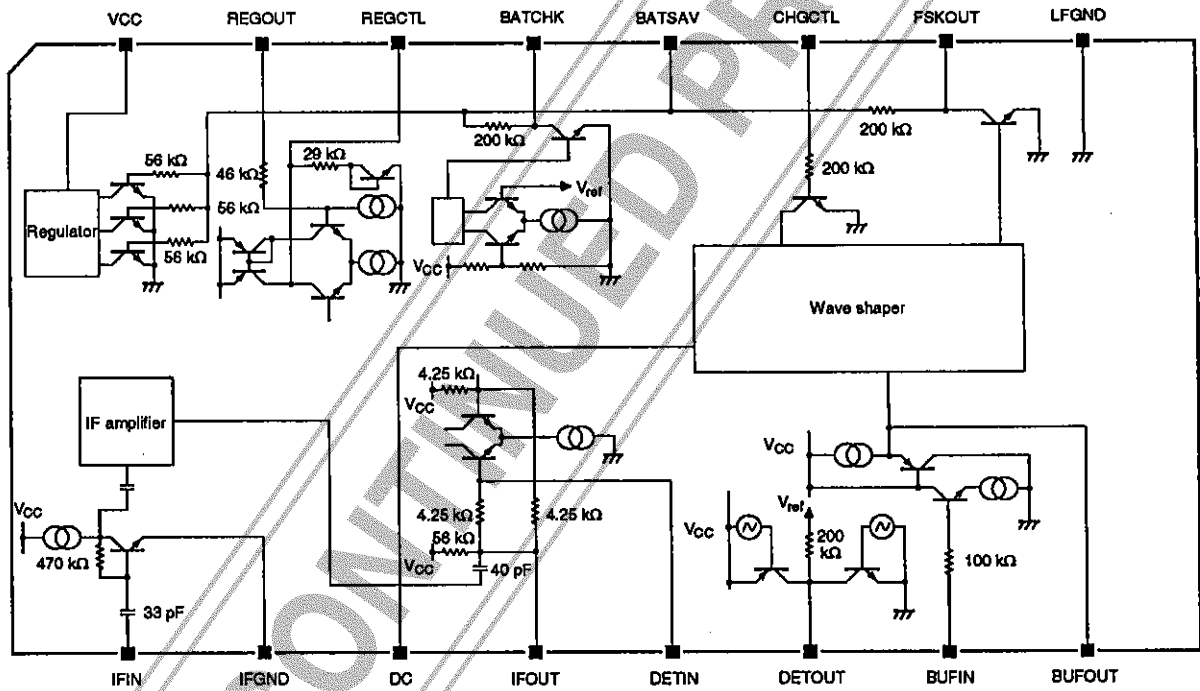 VCC REGOUT REGCTL BATCHK BATSAV CHGCTL FSKOUT LFGND
200 kΩ
200 kΩ
56 kΩ
46 kΩ
29 kΩ
200 kΩ
Vref
56 kΩ
Regulator
56 kΩ
VCC
Wave shaper
4.25 kΩ
VCC
IF amplifier
VCC
VCC
4.25 kΩ
4.25 kΩ
Vref
VCC
200
kΩ
56 kΩ
VCC
470 kΩ
40 pF
100 kΩ
33 pF
IFIN IFGND DC IFOUT DETIN DETOUT BUFIN BUFOUT
ONTINUED PR